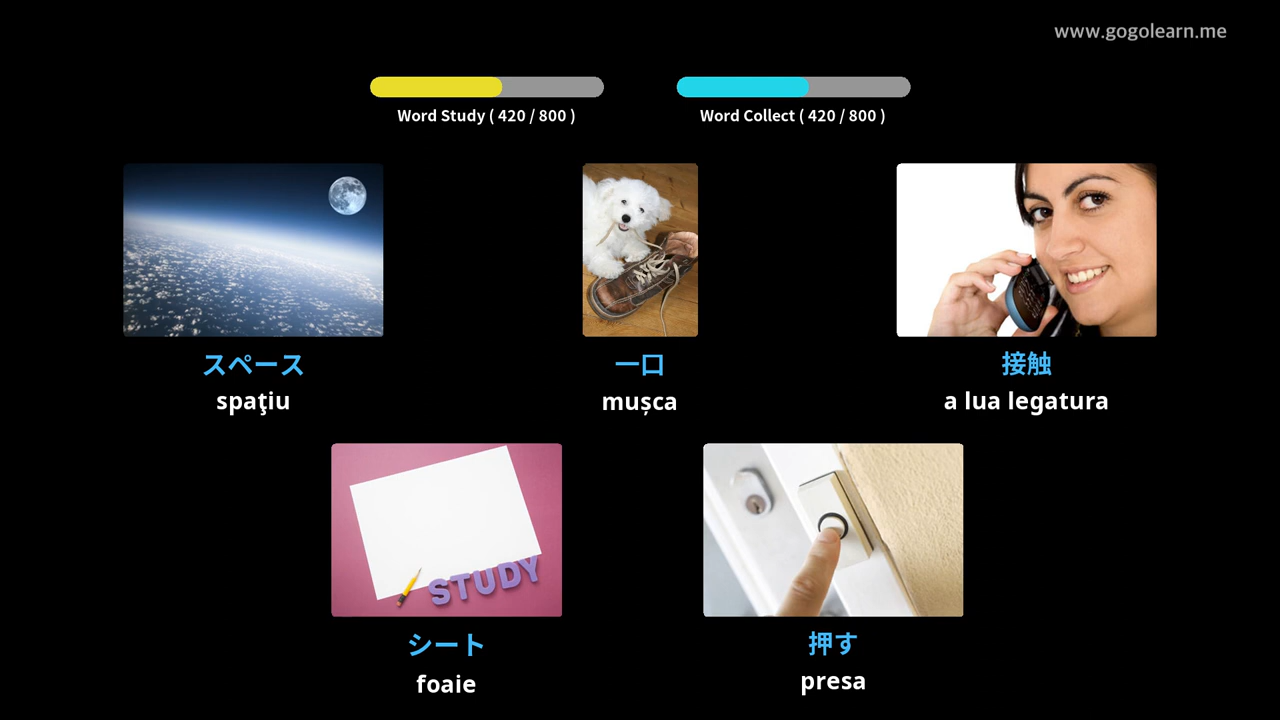 www.gogolearn.me
Word Study ( 420 / 800 )
Word Collect ( 420 / 800 )
スペース
一口
接触
spaţiu
mușca
a lua legatura
STUDY
シート
押す
foaie
presa